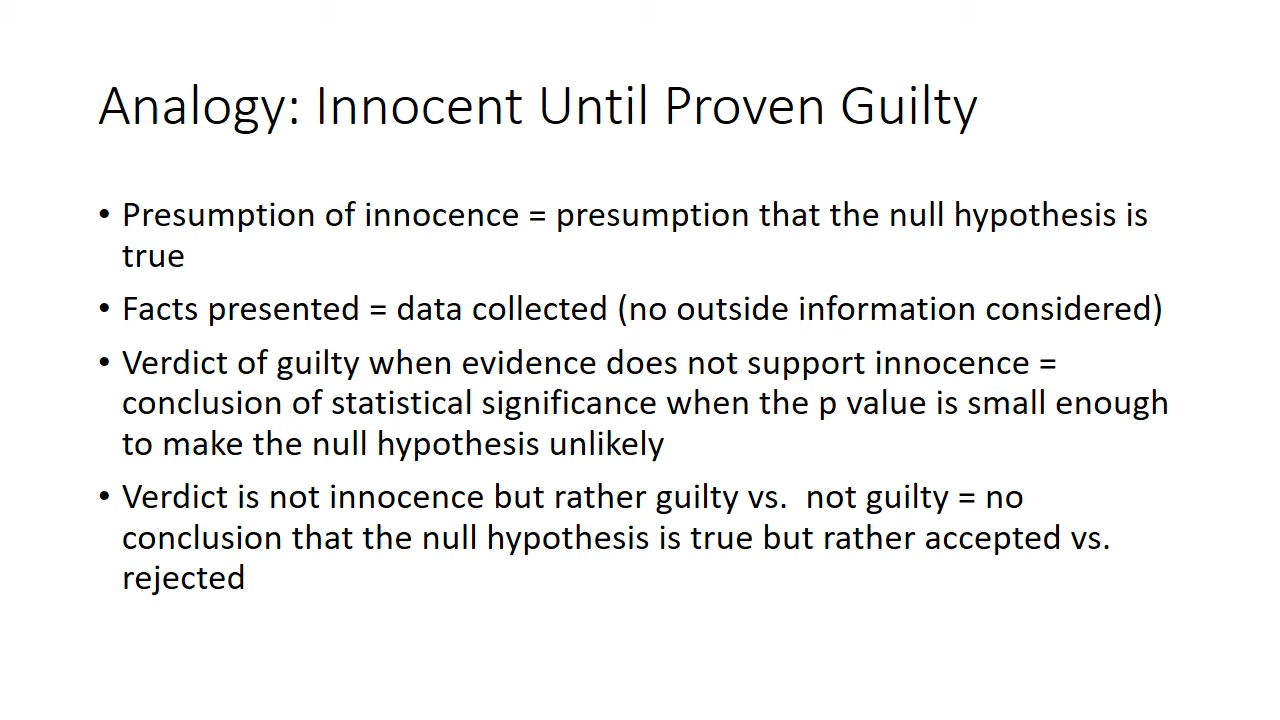 Analogy: Innocent Until Proven Guilty
• Presumption of innocence = presumption that the null hypothesis is
true
• Facts presented = data collected (no outside information considered)
• Verdict of guilty when evidence does not support innocence =
conclusion of statistical significance when the p value is small enough
to make the null hypothesis unlikely
• Verdict is not innocence but rather guilty vs.  not guilty = no
conclusion that the null hypothesis is true but rather accepted vs.
rejected